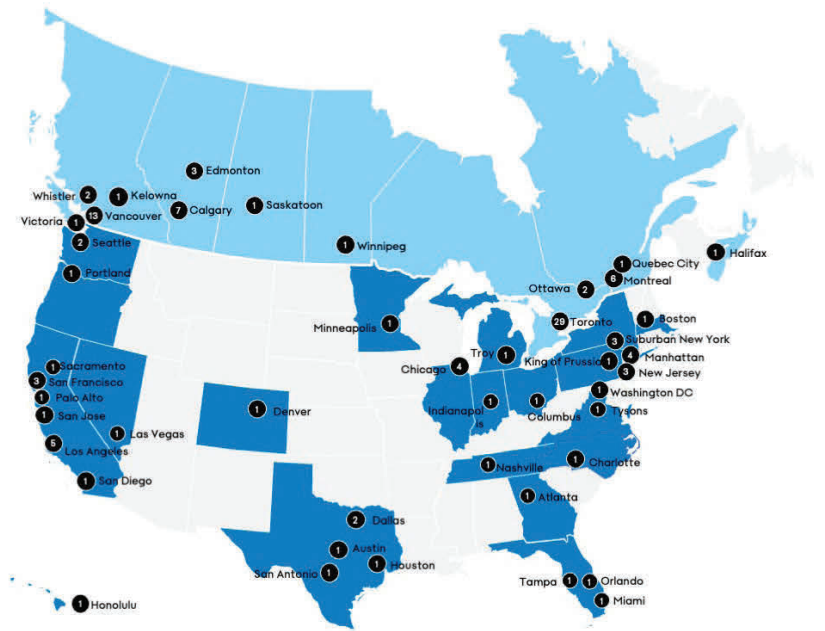 3 Edmonton
Whistler 2
1 Kelowna
1 Saskatoon
7 Calgary
13 Vancouver
Victoria 1
2 Seattle
1 Winnipeg
1 Halifax
1 Quebec City
6 Montreal
Ottawa 2
1 Portland
29 Toronto
1 Boston
Minneapolis 1
3 Suburban New York
Troy 1
4 Manhattan
King of Prussia 1
Chicago 4
1 Sacramento
3 New Jersey
3 San Francisco
1 Washington DC
1 Palo Alto
1 Denver
Indianapol
is
1
1
Columbus
1
Tysons
1 San Jose
1 Las Vegas
5
Los Angeles
1 Charlotte
1 Nashville
1 San Diego
1 Atlanta
2 Dallas
1 Austin
1 Houston
San Antonio 1
Tampa 1
1 Orlando
1 Miami
1 Honolulu